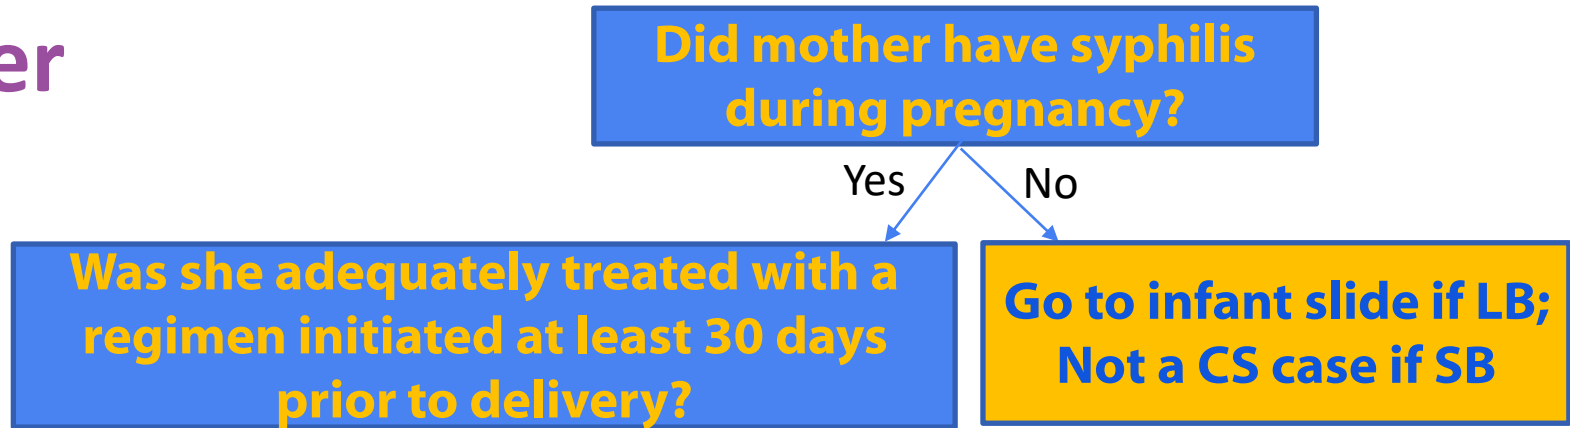 er
Did mother have syphilis
during pregnancy?
Yes
No
Was she adequately treated with a
regimen initiated at least 30 days
prior to delivery?
Go to infant slide if LB;
Not a CS case if SB